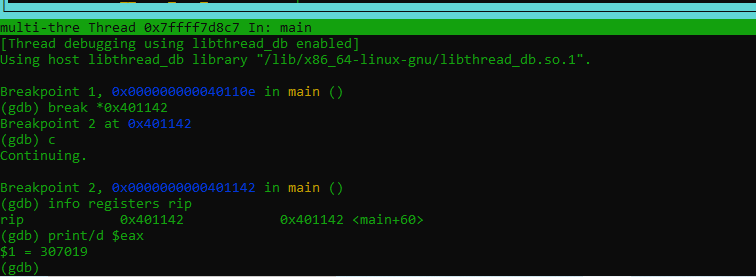 multi-thre Thread 0x7ffff7d8c7 In: main
[Thread debugging using libthread_db enabled]
Using host libthread_db library "/lib/x86_64-linux-gnu/libthread_db.so.1".
Breakpoint 1, 0x000000000040110e in main ()
(gdb) break *0x401142
Breakpoint 2 at 0x401142
(gdb) c
Continuing.
Breakpoint 2, 0x0000000000401142 in main ()
(gdb) info registers rip
rip            0x401142            0x401142 <main+60>
(gdb) print/d $eax
$1 = 307019
(gdb)